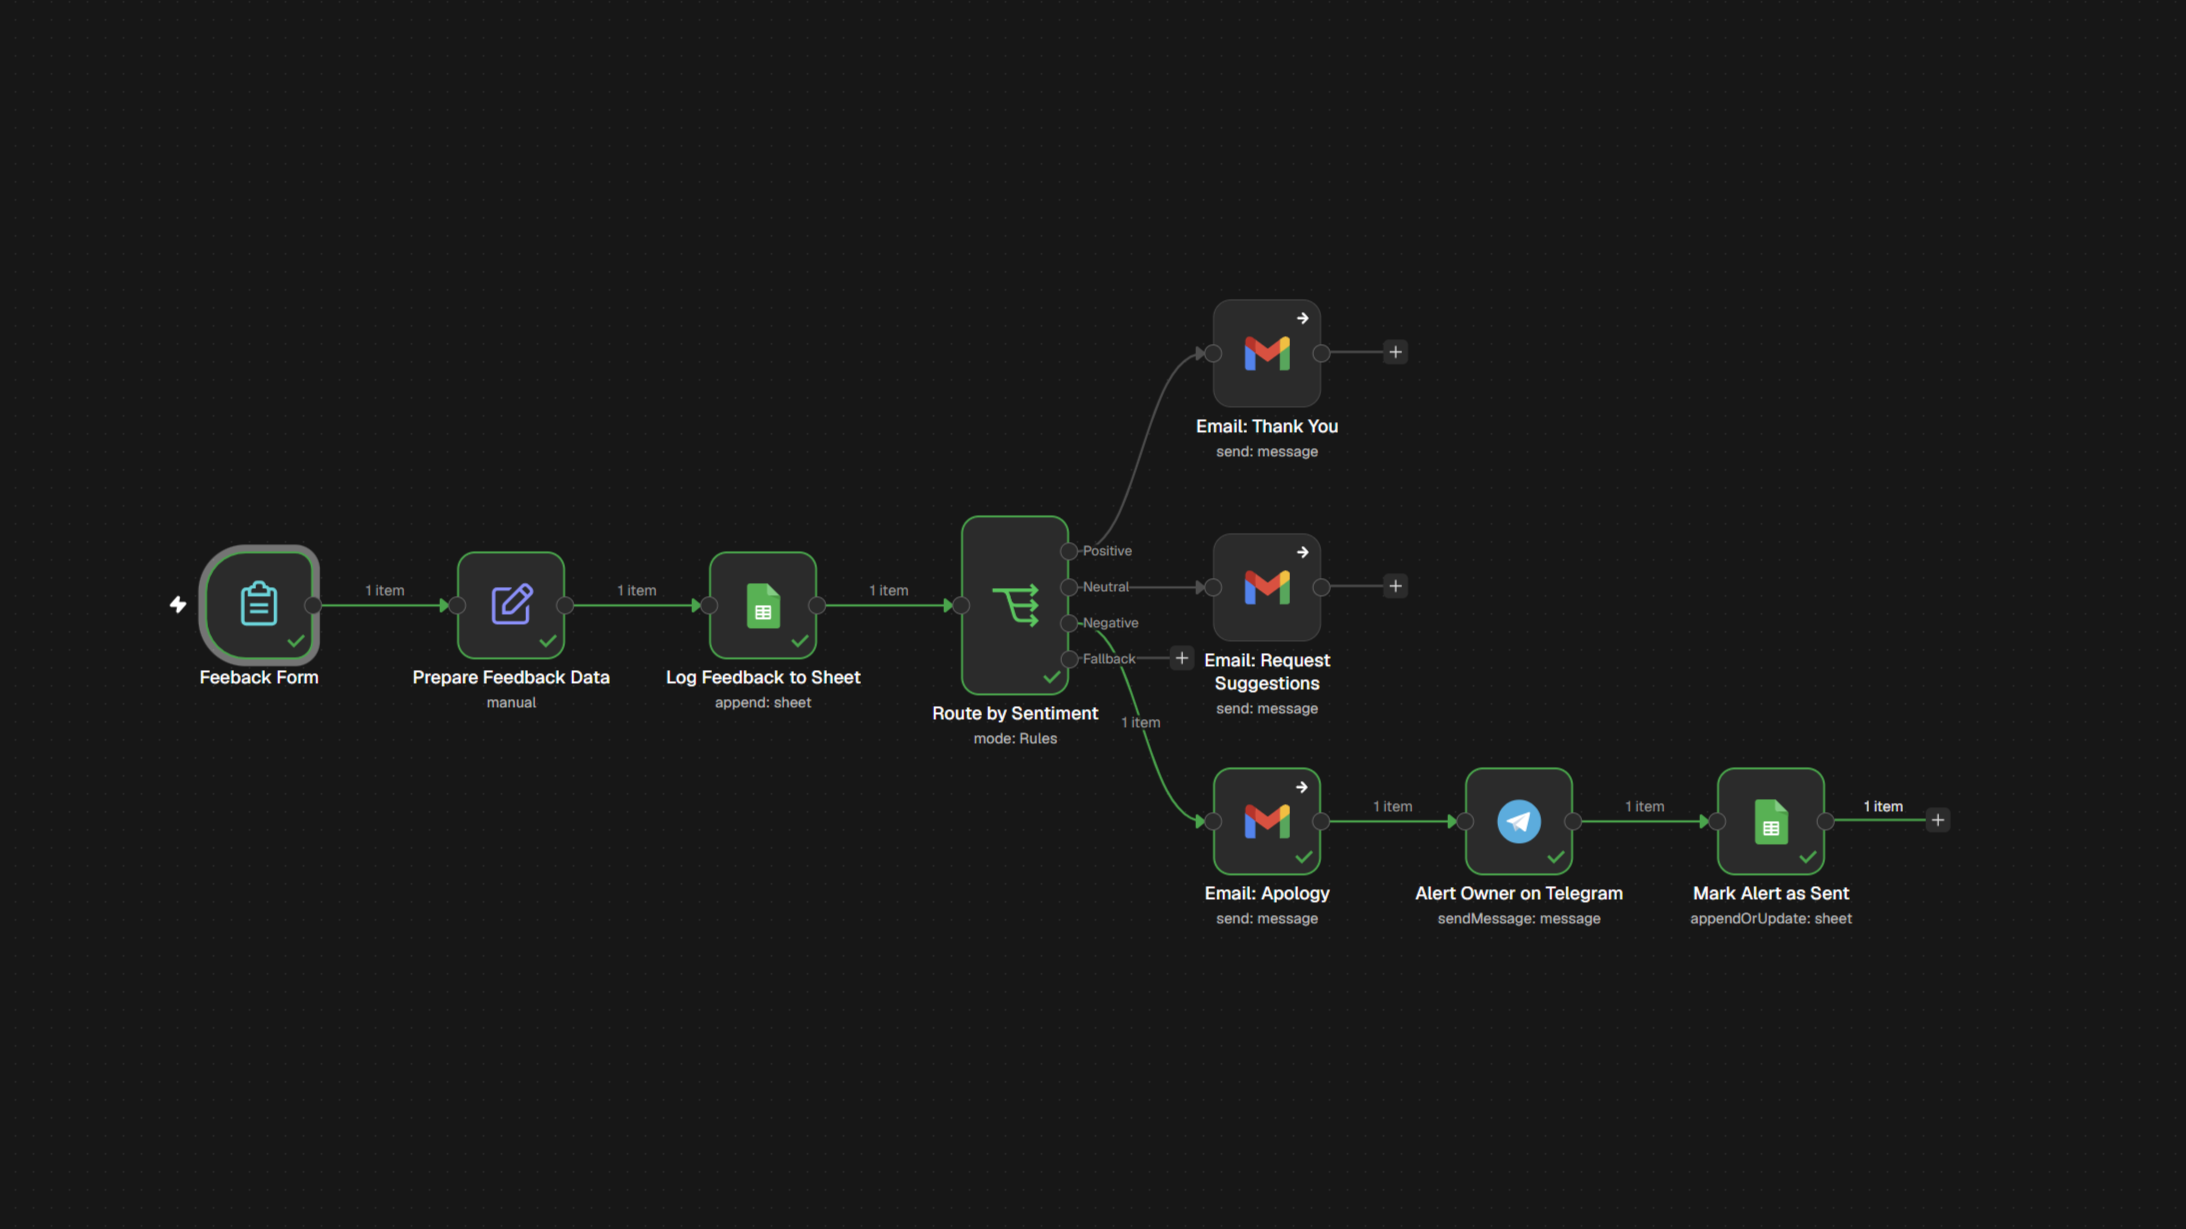 Email: Thank You
send: message
Positive
1 item
1 item
1 item
Neutral
Negative
Fallback
Email: Request
Suggestions
send: message
Feeback Form
Prepare Feedback Data
manual
Log Feedback to Sheet
append: sheet
Route by Sentiment
mode: Rules
1 item
1 item
1 item
1 item
Email: Apology
send: message
Alert Owner on Telegram
sendMessage: message
Mark Alert as Sent
appendOrUpdate: sheet